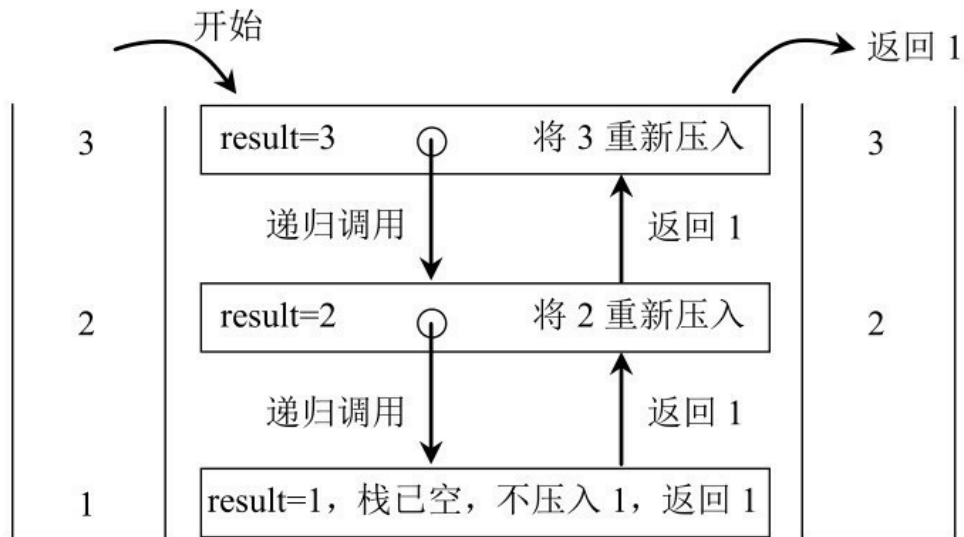 开始
返回 1
3
result=3
将 3 重新压入
3
递归调用
返回 1
2
result=2
将 2 重新压入
2
递归调用
返回 1
1
result=1，栈已空，不压入 1，返回 1